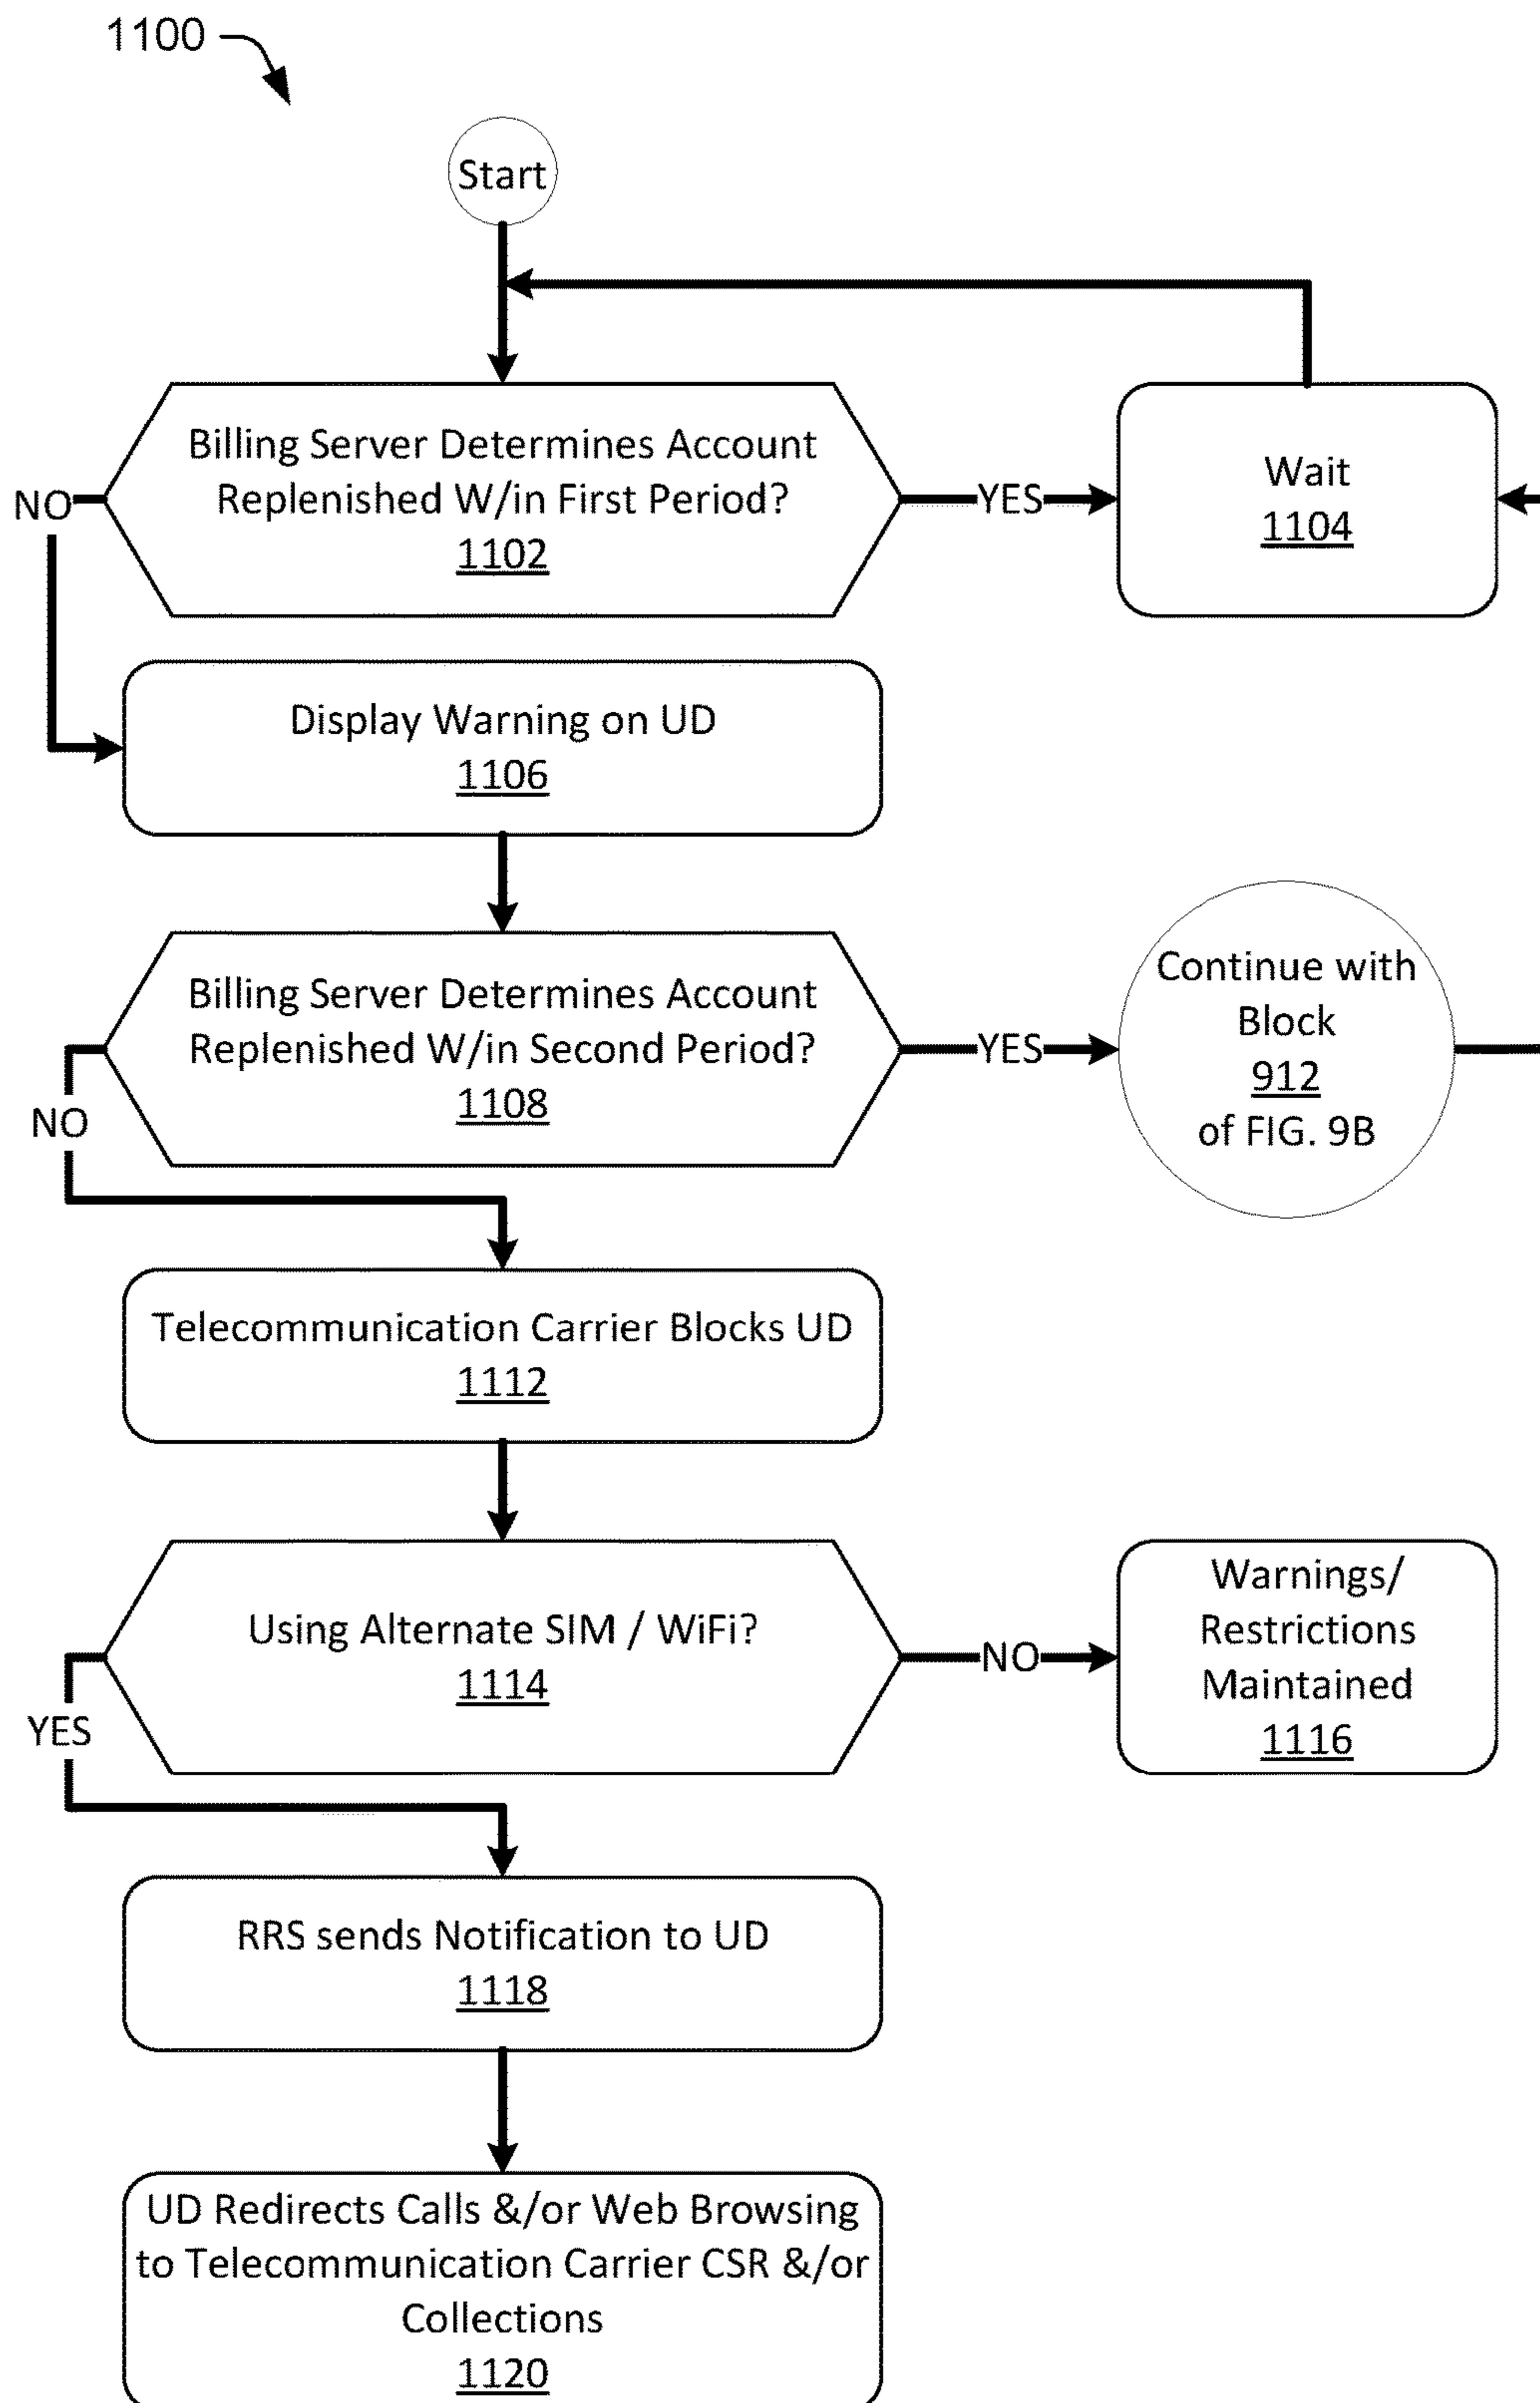 1100
Start
Billing Server Determines Account
Replenished W/in First Period?
1102
NO
YES
Wait
1104
Display Warning on UD
1106
Billing Server Determines Account
Replenished W/in Second Period?
1108
NO
YES
Continue with
Block
912
of FIG. 9B
Telecommunication Carrier Blocks UD
1112
Using Alternate SIM / WiFi?
1114
YES
NO
Warnings/
Restrictions
Maintained
1116
RRS sends Notification to UD
1118
UD Redirects Calls &/or Web Browsing
to Telecommunication Carrier CSR &/or
Collections
1120